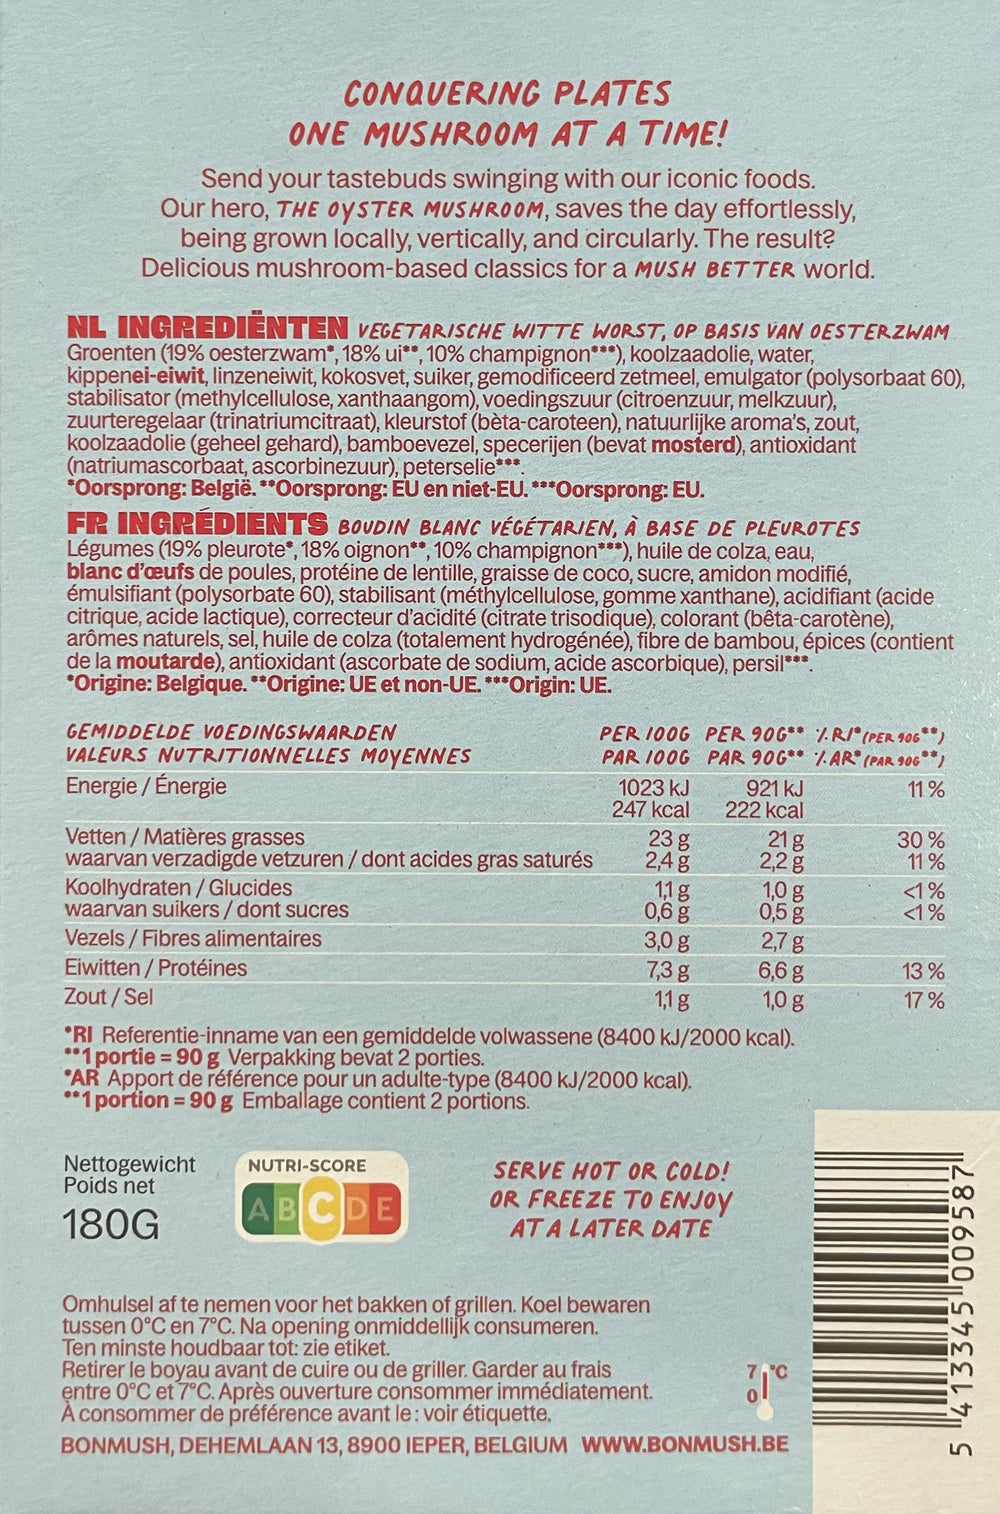 CONQUERING PLATES
ONE MUSHROOM AT A TIME!
Send your tastebuds swinging with our iconic foods.
Our hero, THE OYSTER MUSHROOM, saves the day effortlessly,
being grown locally, vertically, and circularly. The result?
Delicious mushroom-based classics for a MUSH BETTER world.
NL INGREDIËNTEN VEGETARISCHE WITTE WORST, OP BASIS VAN OESTERZWAM
Groenten (19% oesterzwam*, 18% ui**, 10% champignon***), koolzaadolie, water,
kippenei-eiwit, linzeneiwit, kokosvet, suiker, gemodificeerd zetmeel, emulgator (polysorbaat 60),
stabilisator (methylcellulose, xanthaangom), voedingszuur (citroenzuur, melkzuur),
zuurteregelaar (trinatriumcitraat), kleurstof (bèta-caroteen), natuurlijke aroma's, zout,
koolzaadolie (geheel gehard), bamboevezel, specerijen (bevat mosterd), antioxidant
(natriumascorbaat, ascorbinezuur), peterselie***.
*Oorsprong: België. **Oorsprong: EU en niet-EU. ***Oorsprong: EU.
FR INGRÉDIENTS BOUDIN BLANC VÉGÉTARIEN, À BASE DE PLEUROTES
Légumes (19% pleurote*, 18% oignon**, 10% champignon***), huile de colza, eau,
blanc d'œufs de poules, protéine de lentille, graisse de coco, sucre, amidon modifié,
émulsifiant (polysorbate 60), stabilisant (méthylcellulose, gomme xanthane), acidifiant (acide
citrique, acide lactique), correcteur d'acidité (citrate trisodique), colorant (bêta-carotène),
arômes naturels, sel, huile de colza (totalement hydrogénée), fibre de bambou, épices (contient
de la moutarde), antioxidant (ascorbate de sodium, acide ascorbique), persil***.
*Origine: Belgique. **Origine: UE et non-UE. ***Origin: UE.
GEMIDDELDE VOEDINGSWAARDEN PER 100G PER 90G** % RI* (PER 90G**)
VALEURS NUTRITIONNELLES MOYENNES PAR 100G PAR 90G** % AR* (PAR 90G**)
Energie / Énergie 1023 kJ 921 kJ 11 %
247 kcal 222 kcal
Vetten / Matières grasses 23 g 21 g 30 %
waarvan verzadigde vetzuren / dont acides gras saturés 2,4 g 2,2 g 11 %
Koolhydraten / Glucides 1,1 g 1,0 g <1 %
waarvan suikers / dont sucres 0,6 g 0,5 g <1 %
Vezels / Fibres alimentaires 3,0 g 2,7 g
Eiwitten / Protéines 7,3 g 6,6 g 13 %
Zout / Sel 1,1 g 1,0 g 17 %
*RI Referentie-inname van een gemiddelde volwassene (8400 kJ/2000 kcal).
**1 portie = 90 g Verpakking bevat 2 porties.
*AR Apport de référence pour un adulte-type (8400 kJ/2000 kcal).
**1 portion = 90 g Emballage contient 2 portions.
Nettogewicht
Poids net
180G
NUTRI-SCORE
A B C D E
SERVE HOT OR COLD!
OR FREEZE TO ENJOY
AT A LATER DATE
Omhulsel af te nemen voor het bakken of grillen. Koel bewaren
tussen 0°C en 7°C. Na opening onmiddellijk consumeren.
Ten minste houdbaar tot: zie etiket.
Retirer le boyau avant de cuire ou de griller. Garder au frais
entre 0°C et 7°C. Après ouverture consommer immédiatement.
À consommer de préférence avant le : voir étiquette.
7 °C
0
BONMUSH, DEHEMLAAN 13, 8900 IEPER, BELGIUM WWW.BONMUSH.BE
5 413345 009587